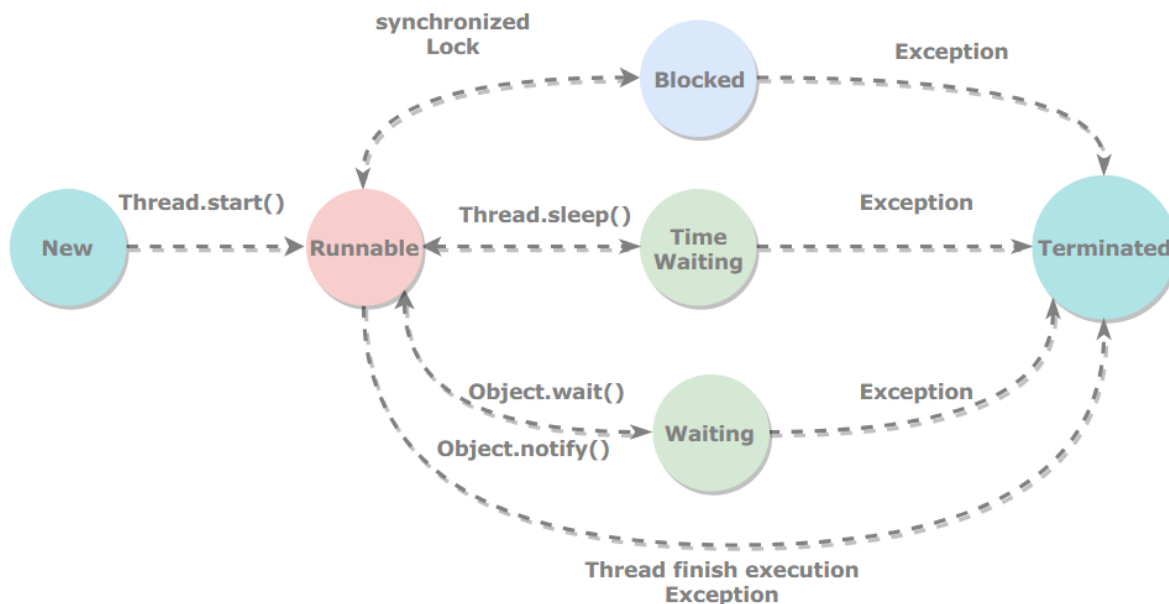 synchronized
Lock
Blocked
Exception
Thread.start()
Thread.sleep()
Exception
New
Runnable
Time
Waiting
Terminated
Object.wait()
Exception
Waiting
Object.notify()
Thread finish execution
Exception